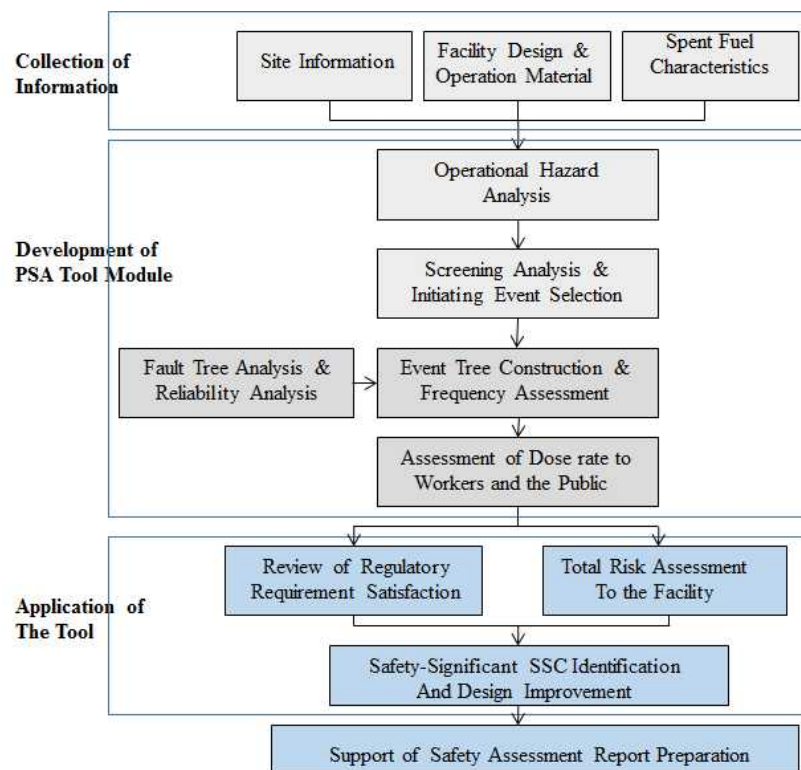 Collection of
Information
Site Information
Facility Design &
Operation Material
Spent Fuel
Characteristics
Development of
PSA Tool Module
Operational Hazard
Analysis
Screening Analysis &
Initiating Event Selection
Fault Tree Analysis &
Reliability Analysis
Event Tree Construction &
Frequency Assessment
Assessment of Dose rate to
Workers and the Public
Application of
The Tool
Review of Regulatory
Requirement Satisfaction
Total Risk Assessment
To the Facility
Safety-Significant SSC Identification
And Design Improvement
Support of Safety Assessment Report Preparation